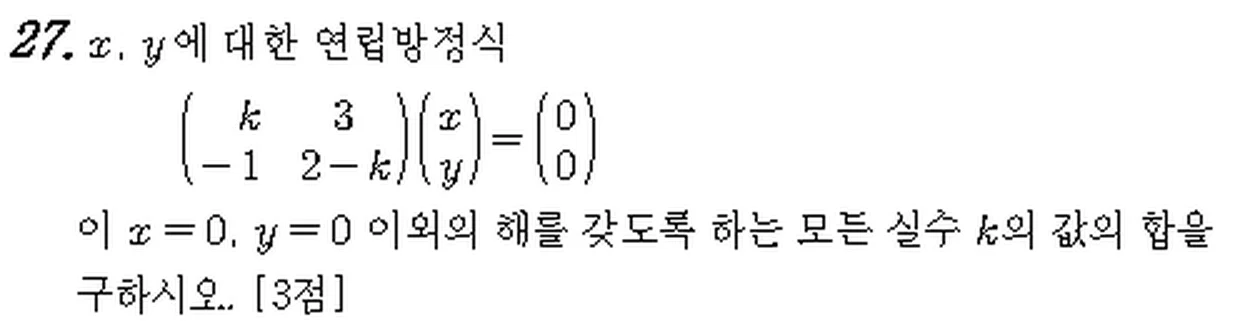 27. x, y에 대한 연립방정식
( k 3 ) ( x ) = ( 0 )
( -1 2-k ) ( y ) ( 0 )
이 x=0, y=0 이외의 해를 갖도록 하는 모든 실수 k의 값의 합을
구하시오.. [3점]